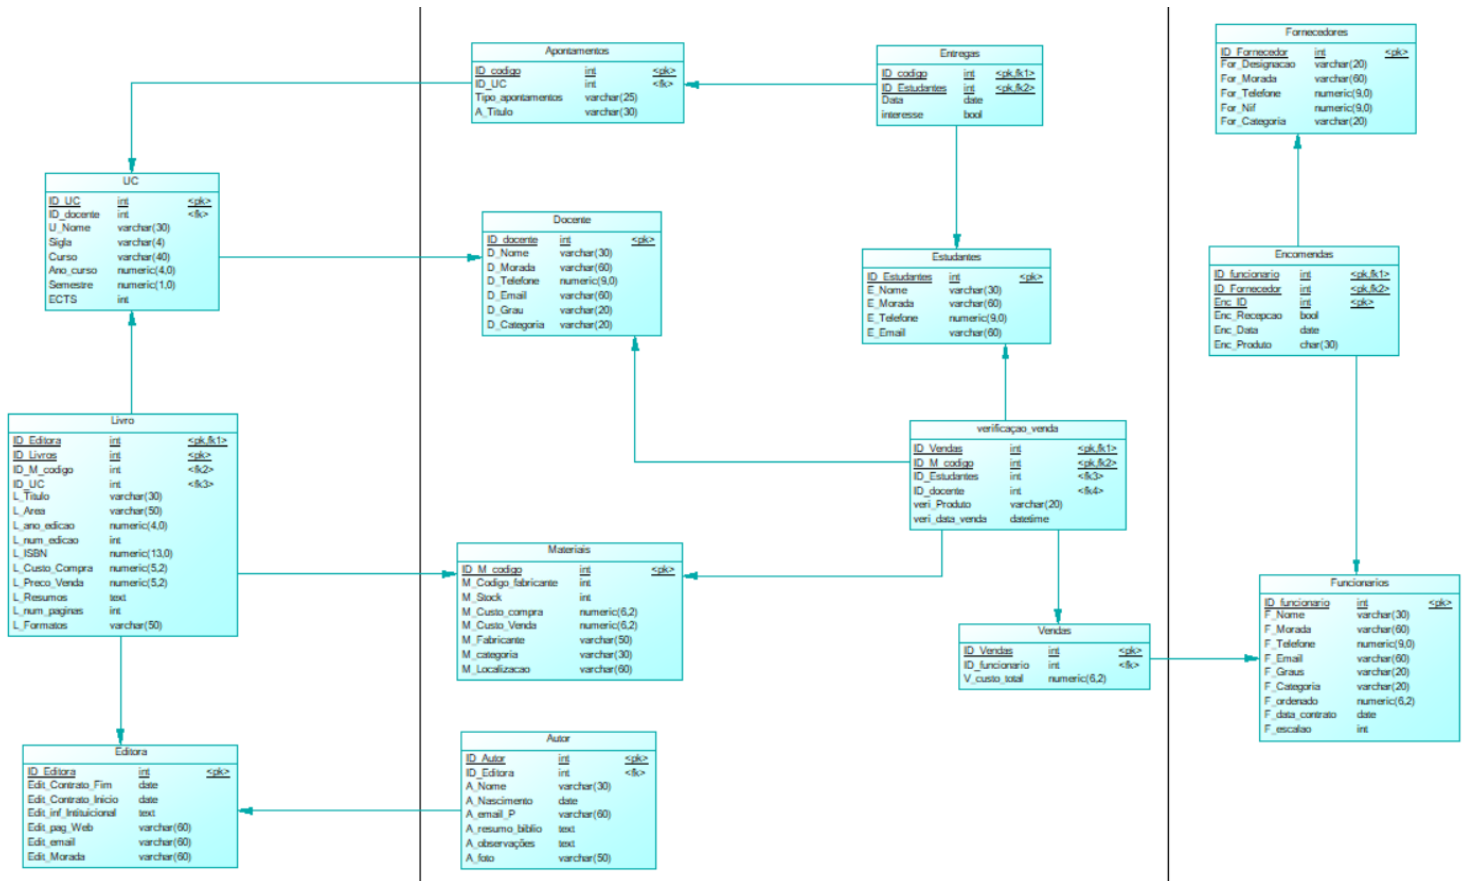 Apontamentos
ID_codigo int <pk>
ID_UC int <fk>
Tipo_apontamentos varchar(25)
A_Titulo varchar(30)
Entregas
ID_codigo int <pk,fk1>
ID_Estudantes int <pk,fk2>
Data date
interesse bool
Fornecedores
ID_Fornecedor int <pk>
For_Designacao varchar(20)
For_Morada varchar(60)
For_Telefone numeric(9,0)
For_Nif numeric(9,0)
For_Categoria varchar(20)
UC
ID_UC int <pk>
ID_docente int <fk>
U_Nome varchar(30)
Sigla varchar(4)
Curso varchar(40)
Ano_curso numeric(4,0)
Semestre numeric(1,0)
ECTS int
Docente
ID_docente int <pk>
D_Nome varchar(30)
D_Morada varchar(60)
D_Telefone numeric(9,0)
D_Email varchar(60)
D_Grau varchar(20)
D_Categoria varchar(20)
Estudantes
ID_Estudantes int <pk>
E_Nome varchar(30)
E_Morada varchar(60)
E_Telefone numeric(9,0)
E_Email varchar(60)
Encomendas
ID_funcionario int <pk,fk1>
ID_Fornecedor int <pk,fk2>
Enc_ID int <pk>
Enc_Recepcao bool
Enc_Data date
Enc_Produto char(30)
Livro
ID_Editora int <pk,fk1>
ID_Livros int <pk>
ID_M_codigo int <fk2>
ID_UC int <fk3>
L_Titulo varchar(30)
L_Area varchar(50)
L_ano_edicao numeric(4,0)
L_num_edicao int
L_ISBN numeric(13,0)
L_Custo_Compra numeric(5,2)
L_Preco_Venda numeric(5,2)
L_Resumos text
L_num_paginas int
L_Formatos varchar(50)
verificaçao_venda
ID_Vendas int <pk,fk1>
ID_M_codigo int <pk,fk2>
ID_Estudantes int <fk3>
ID_docente int <fk4>
veri_Produto varchar(20)
veri_data_venda datetime
Materiais
ID_M_codigo int <pk>
M_Codigo_fabricante int
M_Stock int
M_Custo_compra numeric(6,2)
M_Custo_Venda numeric(6,2)
M_Fabricante varchar(50)
M_categoria varchar(30)
M_Localizacao varchar(60)
Vendas
ID_Vendas int <pk>
ID_funcionario int <fk>
V_custo_total numeric(6,2)
Funcionarios
ID_funcionario int <pk>
F_Nome varchar(30)
F_Morada varchar(60)
F_Telefone numeric(9,0)
F_Email varchar(60)
F_Graus varchar(20)
F_Categoria varchar(20)
F_ordenado numeric(6,2)
F_data_contrato date
F_escalao int
Editora
ID_Editora int <pk>
Edit_Contrato_Fim date
Edit_Contrato_Inicio date
Edit_inf_Intituicional text
Edit_pag_Web varchar(60)
Edit_email varchar(60)
Edit_Morada varchar(60)
Autor
ID_Autor int <pk>
ID_Editora int <fk>
A_Nome varchar(30)
A_Nascimento date
A_email_P varchar(60)
A_resumo_biblio text
A_observações text
A_foto varchar(50)